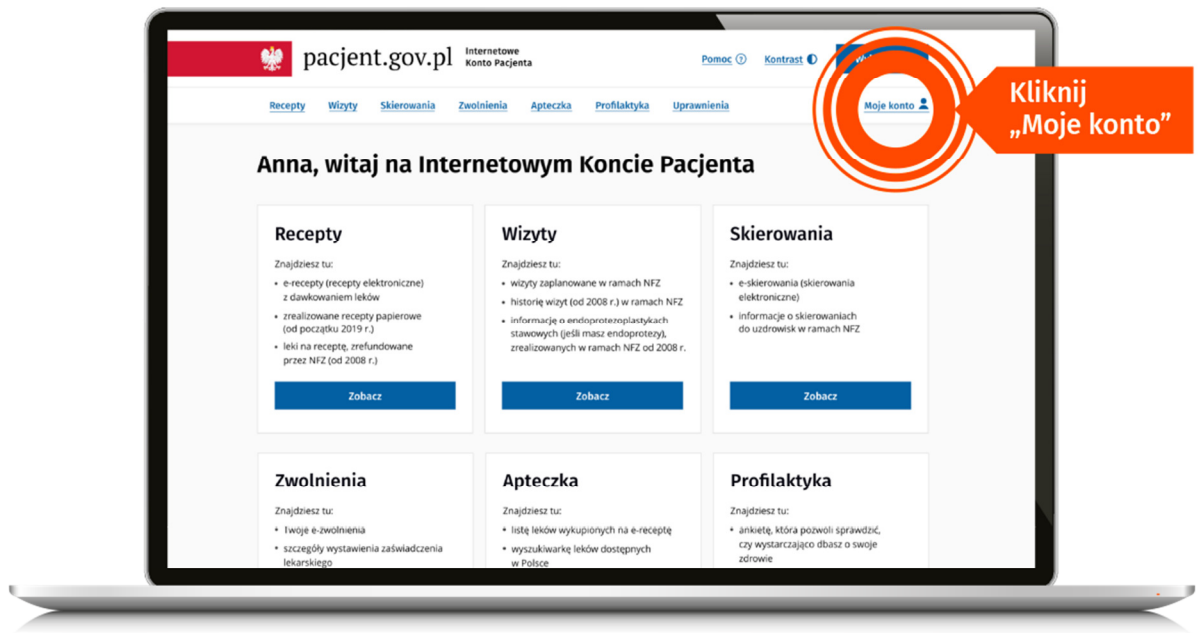 pacjent.gov.pl
Internetowe
Konto Pacjenta
Pomoc
Kontrast
Recepty Wizyty Skierowania Zwolnienia Apteczka Profilaktyka Uprawnienia
Moje konto
Kliknij
„Moje konto”
Anna, witaj na Internetowym Koncie Pacjenta
Recepty
Znajdziesz tu:
• e-recepty (recepty elektroniczne)
z dawkowaniem leków
• zrealizowane recepty papierowe
(od początku 2019 r.)
• leki na receptę, zrefundowane
przez NFZ (od 2008 r.)
Zobacz
Wizyty
Znajdziesz tu:
• wizyty zaplanowane w ramach NFZ
• historię wizyt (od 2008 r.) w ramach NFZ
• informację o endoprotezoplastykach
stawowych (jeśli masz endoprotezy),
zrealizowanych w ramach NFZ od 2008 r.
Zobacz
Skierowania
Znajdziesz tu:
• e-skierowania (skierowania
elektroniczne)
• informacje o skierowaniach
do uzdrowisk w ramach NFZ
Zobacz
Zwolnienia
Znajdziesz tu:
• Twoje e-zwolnienia
• szczegóły wystawienia zaświadczenia
lekarskiego
Apteczka
Znajdziesz tu:
• listę leków wykupionych na e-receptę
• wyszukiwarkę leków dostępnych
w Polsce
Profilaktyka
Znajdziesz tu:
• ankietę, która pozwoli sprawdzić,
czy wystarczająco dbasz o swoje
zdrowie